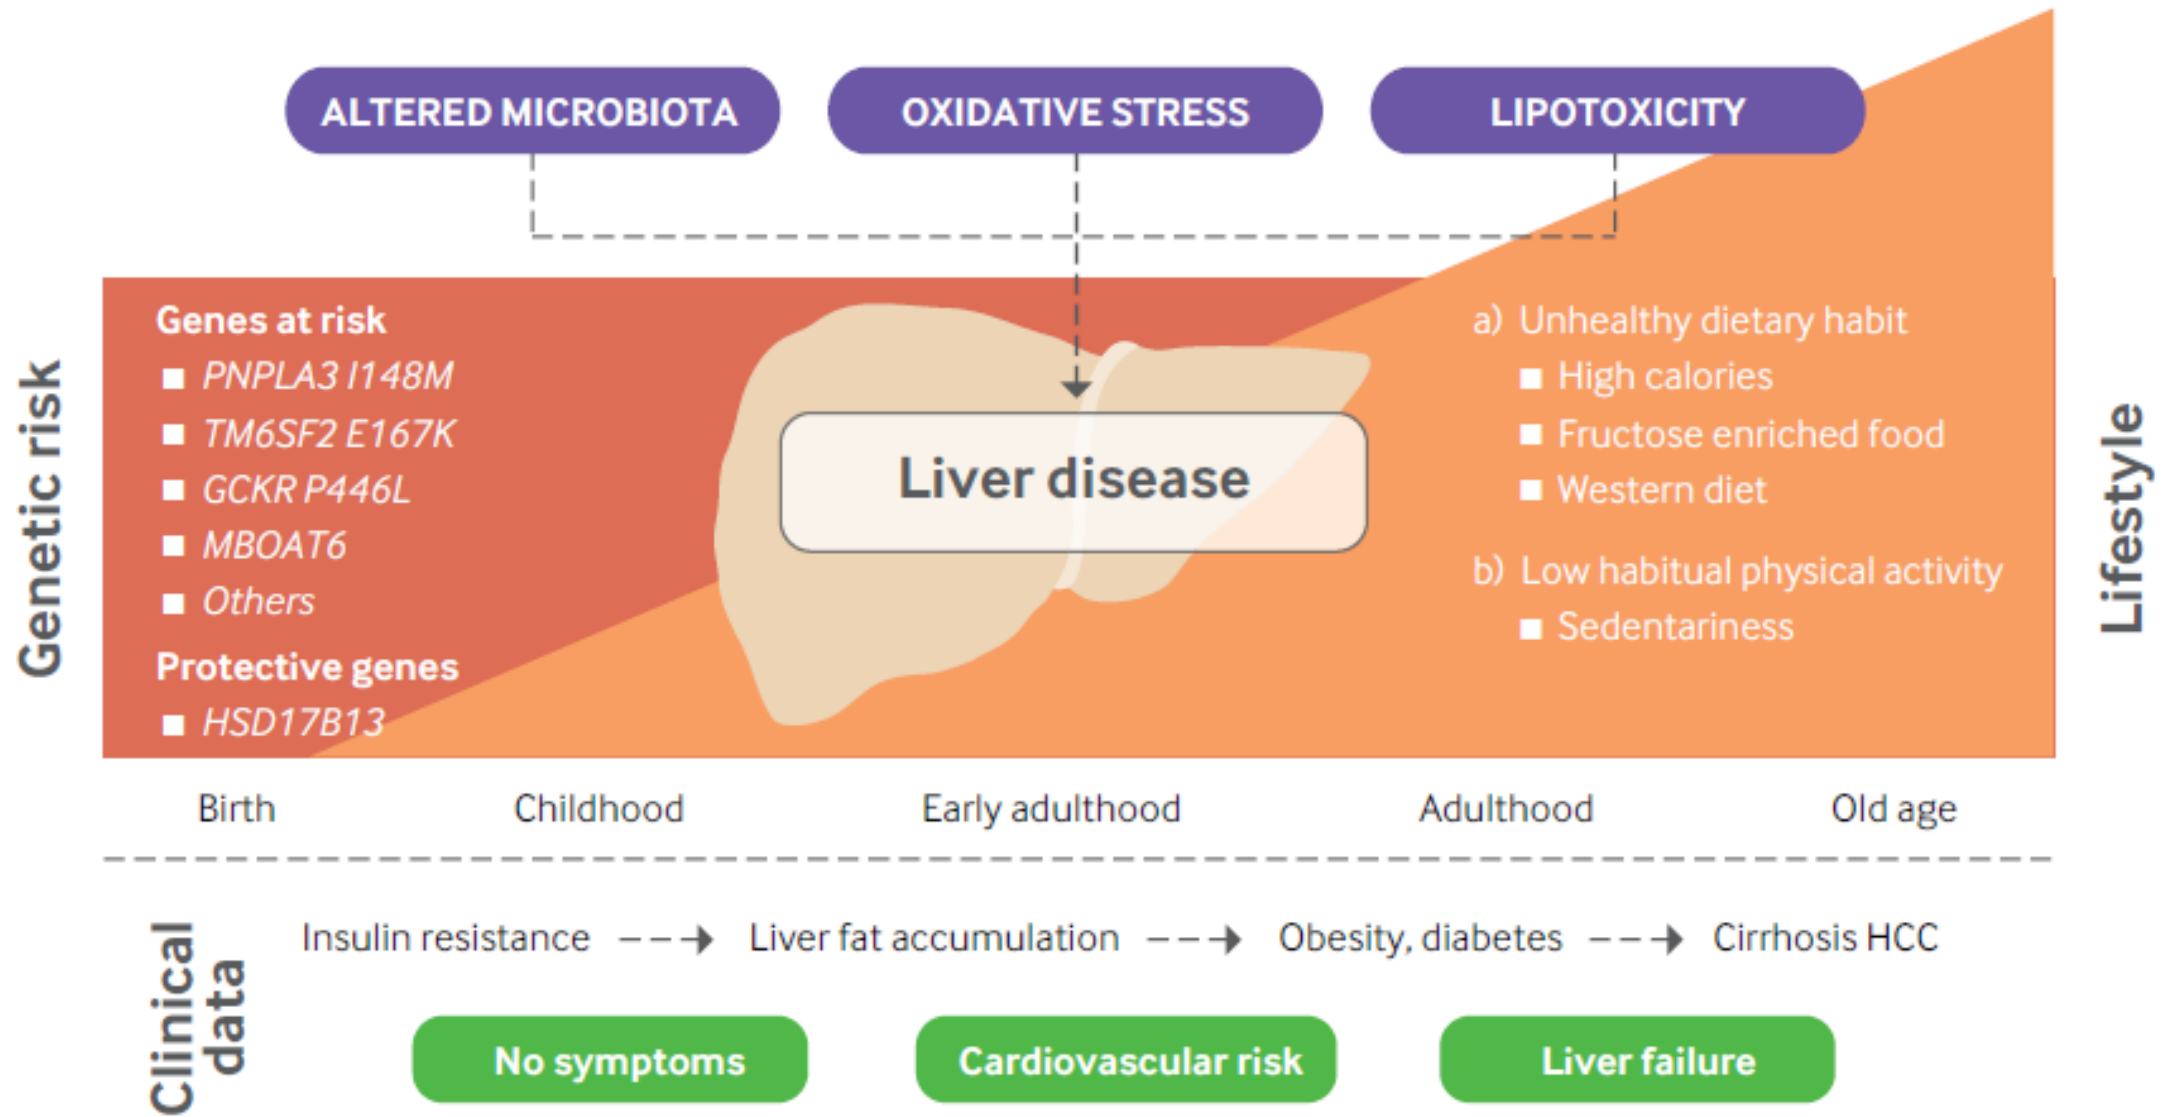 ALTERED MICROBIOTA
OXIDATIVE STRESS
LIPOTOXICITY
Genetic risk
Genes at risk
PNPLA3 I148M
TM6SF2 E167K
GCKR P446L
MBOAT6
Others
Protective genes
HSD17B13
Liver disease
a) Unhealthy dietary habit
High calories
Fructose enriched food
Western diet
b) Low habitual physical activity
Sedentariness
Lifestyle
Birth
Childhood
Early adulthood
Adulthood
Old age
Clinical
data
Insulin resistance
Liver fat accumulation
Obesity, diabetes
Cirrhosis HCC
No symptoms
Cardiovascular risk
Liver failure